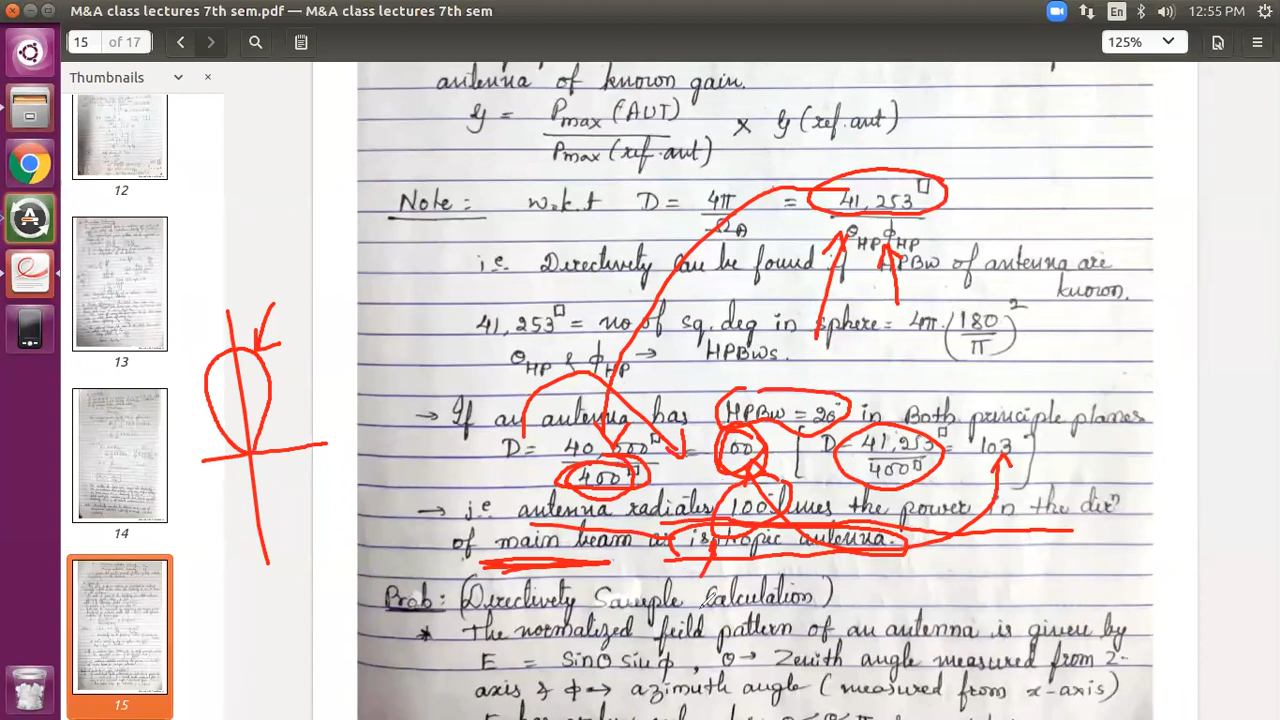 M&A class lectures 7th sem.pdf — M&A class lectures 7th sem
En
12:55 PM
15 of 17
125%
Thumbnails
12
13
14
15
antenna of known gain.
G = Pmax (AUT) / Pmax (ref. ant) × G (ref. ant)
Note: w.k.t D = 4π / ΩA = 41,253□ / θHP ϕHP
i.e. Directivity can be found if HPBW of antenna are
known.
41,253□ = no of sq. deg in sphere = 4π · (180/π)²
θHP & ϕHP → HPBWs.
→ If an antenna has HPBW = 20° in Both principle planes
D = 40,000□ / 400□ = 100 [ D = 41,253□ / 400□ = 103 ]
→ i.e antenna radiates 100 times the power in the dirⁿ
of main beam as isotropic antenna.
Prob: (Directivity Sample Calculation)
* The normalized field pattern of an antenna is given by
E = sinθ sinϕ, θ → Zenith angle measured from Z-
axis & ϕ → azimuth angle (measured from x-axis)